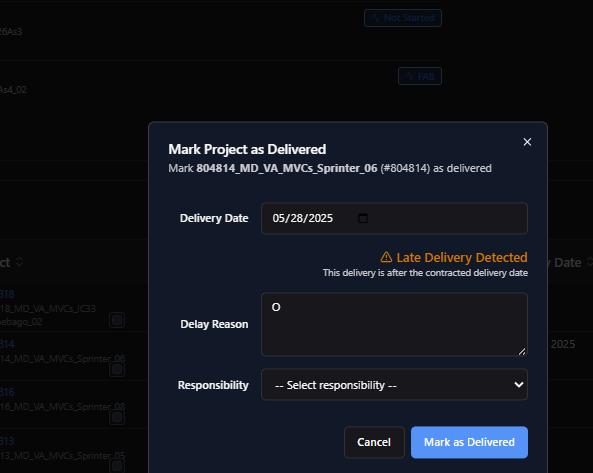 26As3
Not Started
As4_02
FAB
Mark Project as Delivered
Mark 804814_MD_VA_MVCs_Sprinter_06 (#804814) as delivered
Delivery Date 05/28/2025
Late Delivery Detected
This delivery is after the contracted delivery date
Delay Reason O
Responsibility -- Select responsibility --
Cancel Mark as Delivered
ct
Date
318
18_MD_VA_MVCs_IC33
nebago_02
314
14_MD_VA_MVCs_Sprinter_06
2025
316
16_MD_VA_MVCs_Sprinter_08
313
13_MD_VA_MVCs_Sprinter_05